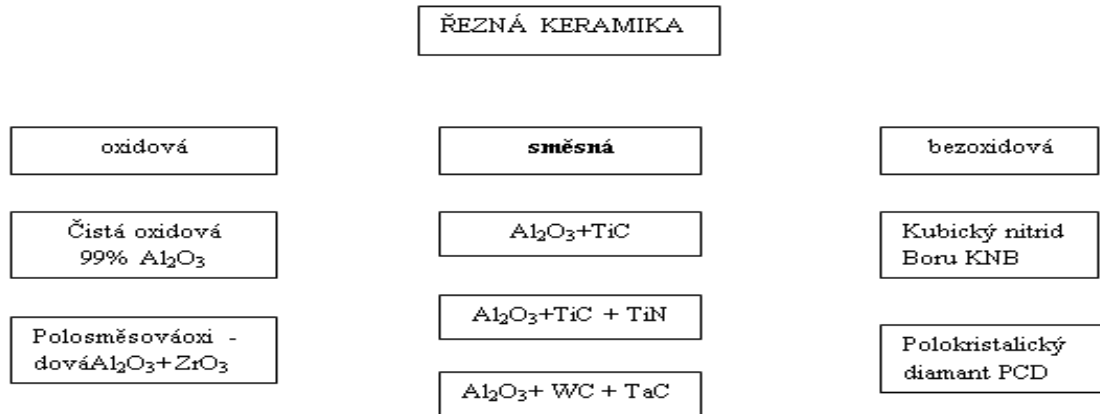 ŘEZNÁ KERAMIKA
oxidová
směsná
bezoxidová
Čistá oxidová
99% Al₂O₃
Al₂O₃+TiC
Kubický nitrid
Boru KNB
Polosměsováoxi -
dováAl₂O₃+ZrO₃
Al₂O₃+TiC + TiN
Polokristalický
diamant PCD
Al₂O₃+ WC + TaC